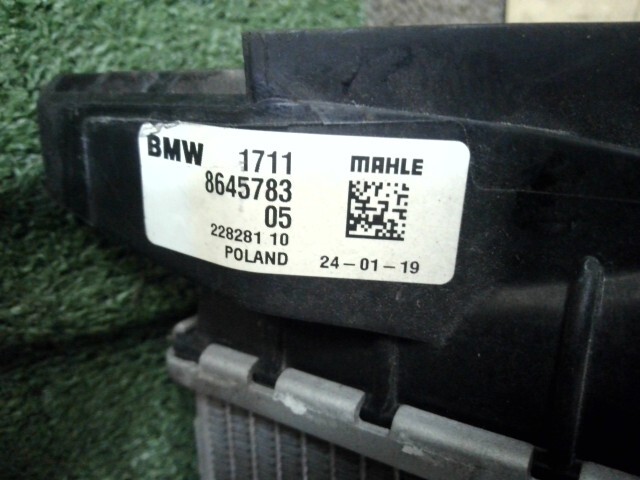 BMW 1711 MAHLE
8645783
05
228281 10
POLAND 24-01-19